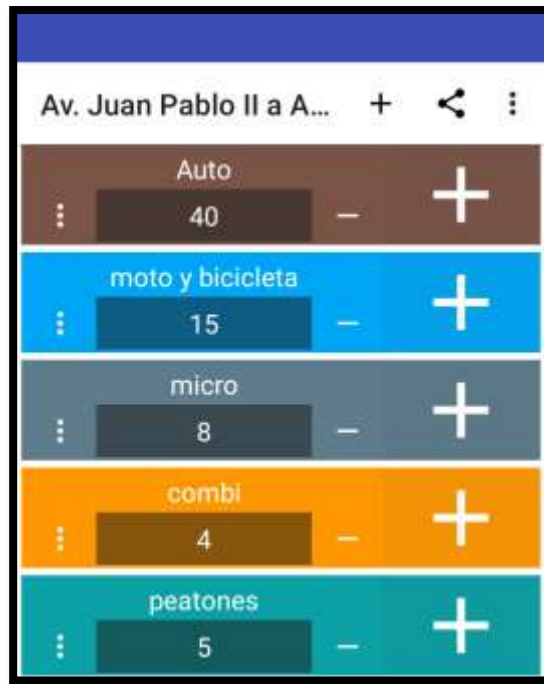 Av. Juan Pablo II a A...
Auto
40
moto y bicicleta
15
micro
8
combi
4
peatones
5